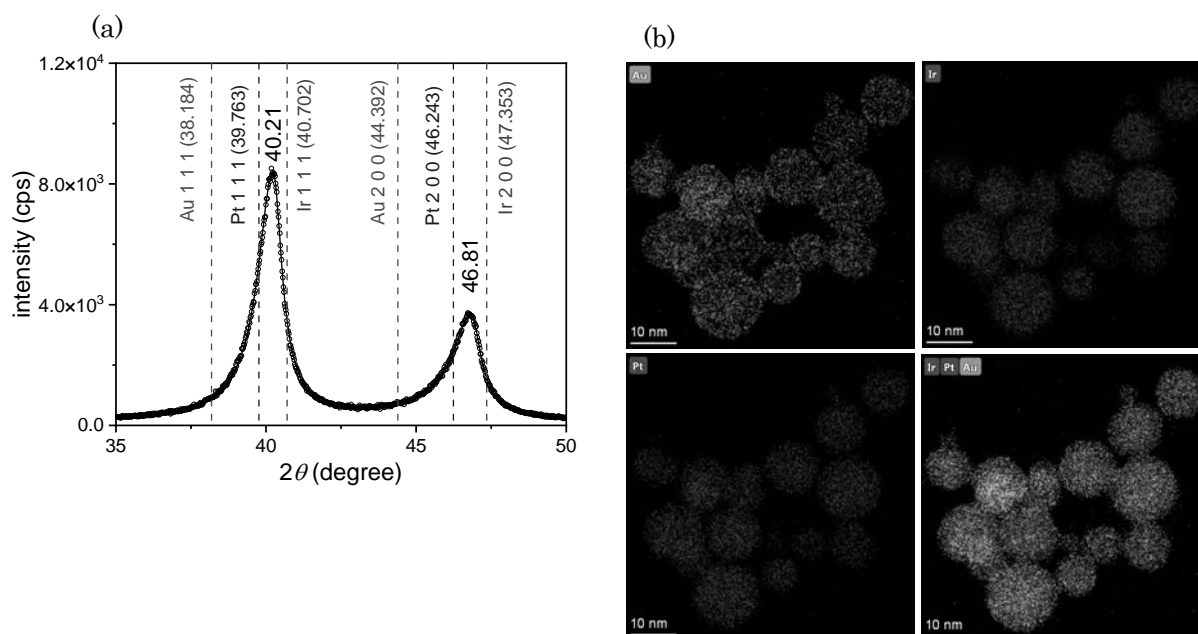 (a)
1.2×10⁴
8.0×10³
4.0×10³
0.0
intensity (cps)
Au 1 1 1 (38.184)
Pt 1 1 1 (39.763)
40.21
Ir 1 1 1 (40.702)
Au 2 0 0 (44.392)
Pt 2 0 0 (46.243)
46.81
Ir 2 0 0 (47.353)
35
40
45
50
2θ (degree)
(b)
Au
10 nm
Ir
10 nm
Pt
10 nm
Ir Pt Au
10 nm